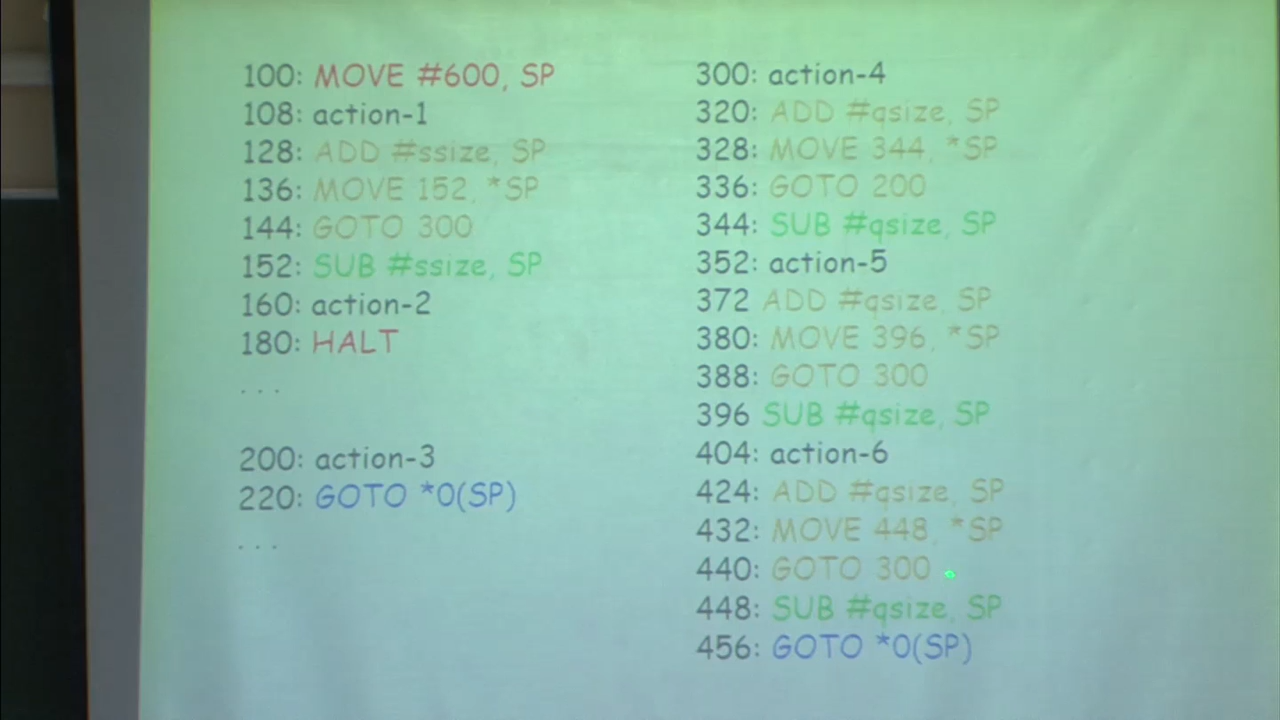 100: MOVE #600, SP
108: action-1
128: ADD #ssize, SP
136: MOVE 152, *SP
144: GOTO 300
152: SUB #ssize, SP
160: action-2
180: HALT
...
200: action-3
220: GOTO *0(SP)
...
300: action-4
320: ADD #qsize, SP
328: MOVE 344, *SP
336: GOTO 200
344: SUB #qsize, SP
352: action-5
372 ADD #qsize, SP
380: MOVE 396, *SP
388: GOTO 300
396 SUB #qsize, SP
404: action-6
424: ADD #qsize, SP
432: MOVE 448, *SP
440: GOTO 300
448: SUB #qsize, SP
456: GOTO *0(SP)